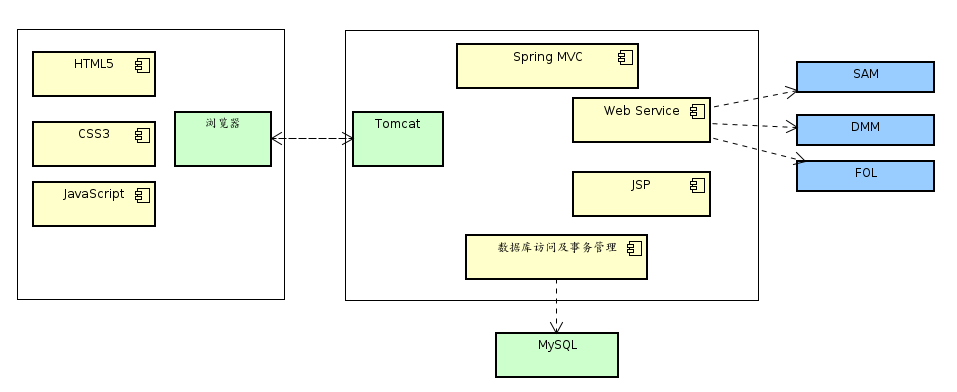 HTML5
CSS3
JavaScript
浏览器
Tomcat
Spring MVC
Web Service
JSP
数据库访问及事务管理
SAM
DMM
FOL
MySQL